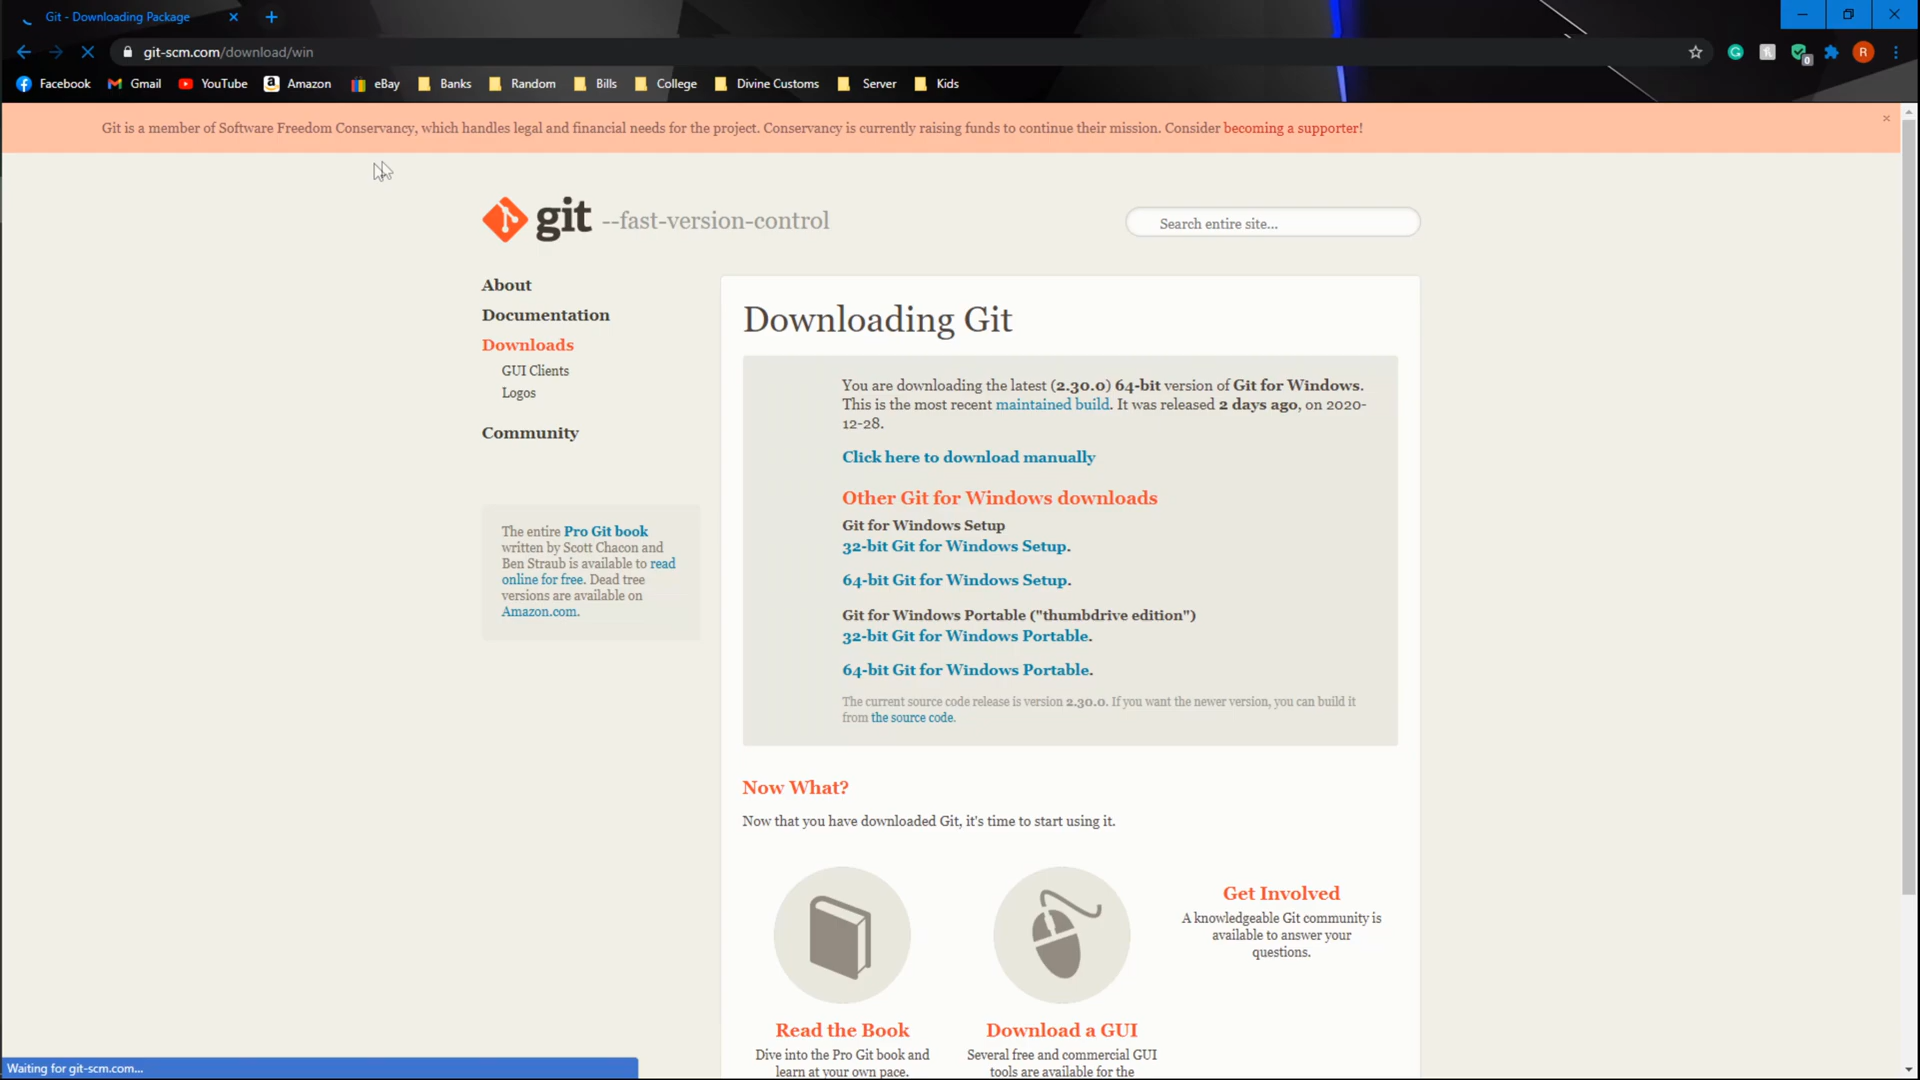 Git - Downloading Package
git-scm.com/download/win
Facebook Gmail YouTube Amazon eBay Banks Random Bills College Divine Customs Server Kids
Git is a member of Software Freedom Conservancy, which handles legal and financial needs for the project. Conservancy is currently raising funds to continue their mission. Consider becoming a supporter!
git --fast-version-control
Search entire site...
About
Documentation
Downloads
GUI Clients
Logos
Community
The entire Pro Git book
written by Scott Chacon and
Ben Straub is available to read
online for free. Dead tree
versions are available on
Amazon.com.
Downloading Git
You are downloading the latest (2.30.0) 64-bit version of Git for Windows.
This is the most recent maintained build. It was released 2 days ago, on 2020-
12-28.
Click here to download manually
Other Git for Windows downloads
Git for Windows Setup
32-bit Git for Windows Setup.
64-bit Git for Windows Setup.
Git for Windows Portable ("thumbdrive edition")
32-bit Git for Windows Portable.
64-bit Git for Windows Portable.
The current source code release is version 2.30.0. If you want the newer version, you can build it
from the source code.
Now What?
Now that you have downloaded Git, it's time to start using it.
Read the Book
Dive into the Pro Git book and
learn at your own pace.
Download a GUI
Several free and commercial GUI
tools are available for the
Get Involved
A knowledgeable Git community is
available to answer your
questions.
Waiting for git-scm.com...